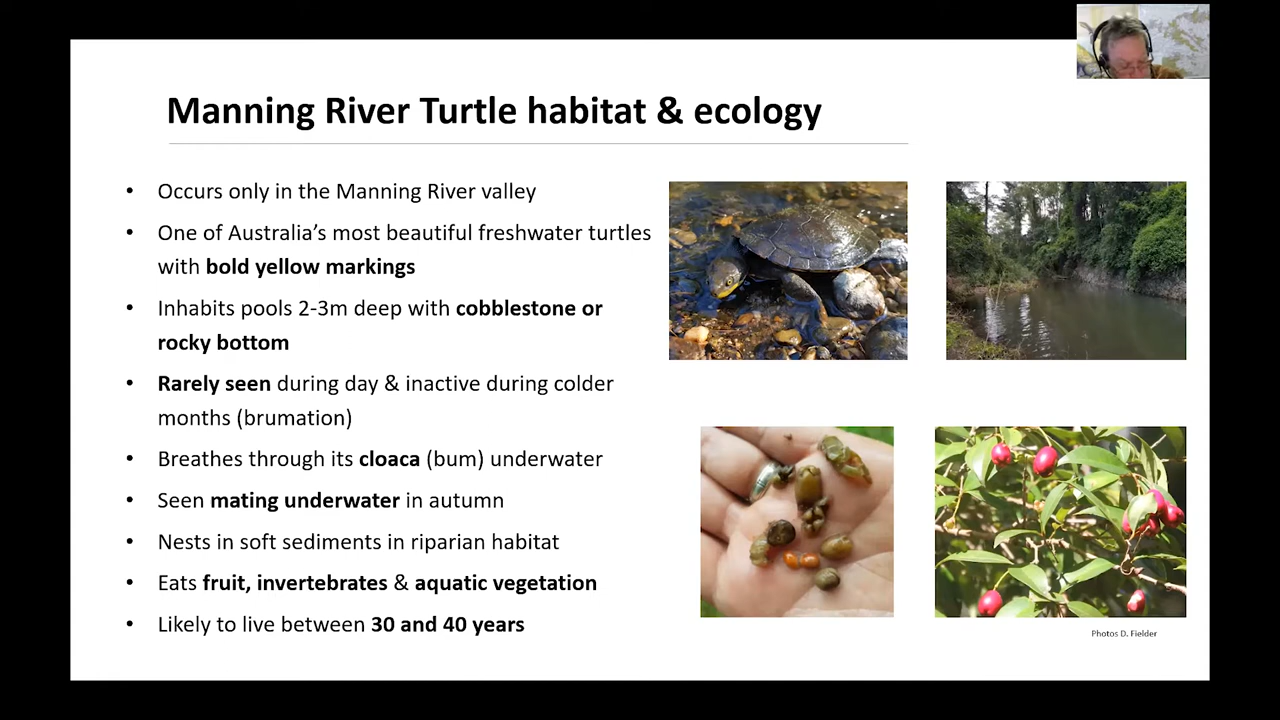 Manning River Turtle habitat & ecology
• Occurs only in the Manning River valley
• One of Australia’s most beautiful freshwater turtles
with bold yellow markings
• Inhabits pools 2-3m deep with cobblestone or
rocky bottom
• Rarely seen during day & inactive during colder
months (brumation)
• Breathes through its cloaca (bum) underwater
• Seen mating underwater in autumn
• Nests in soft sediments in riparian habitat
• Eats fruit, invertebrates & aquatic vegetation
• Likely to live between 30 and 40 years
Photos D. Fielder